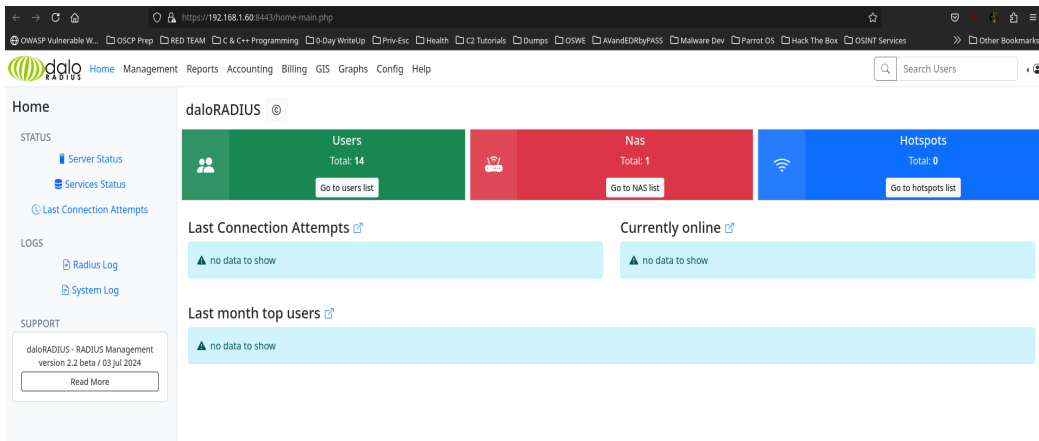 https://192.168.1.60:8443/home-main.php
OWASP Vulnerable W... OSCP Prep RED TEAM C & C++ Programming 0-Day WriteUp Priv-Esc Health C2 Tutorials Dumps OSWE AVandEDRbyPASS Malware Dev Parrot OS Hack The Box OSINT Services Other Bookmarks
dalo RADIUS Home Management Reports Accounting Billing GIS Graphs Config Help Search Users
Home
STATUS
Server Status
Services Status
Last Connection Attempts
LOGS
Radius Log
System Log
SUPPORT
daloRADIUS - RADIUS Management
version 2.2 beta / 03 Jul 2024
Read More
daloRADIUS ©
Users
Total: 14
Go to users list
Nas
Total: 1
Go to NAS list
Hotspots
Total: 0
Go to hotspots list
Last Connection Attempts
no data to show
Currently online
no data to show
Last month top users
no data to show